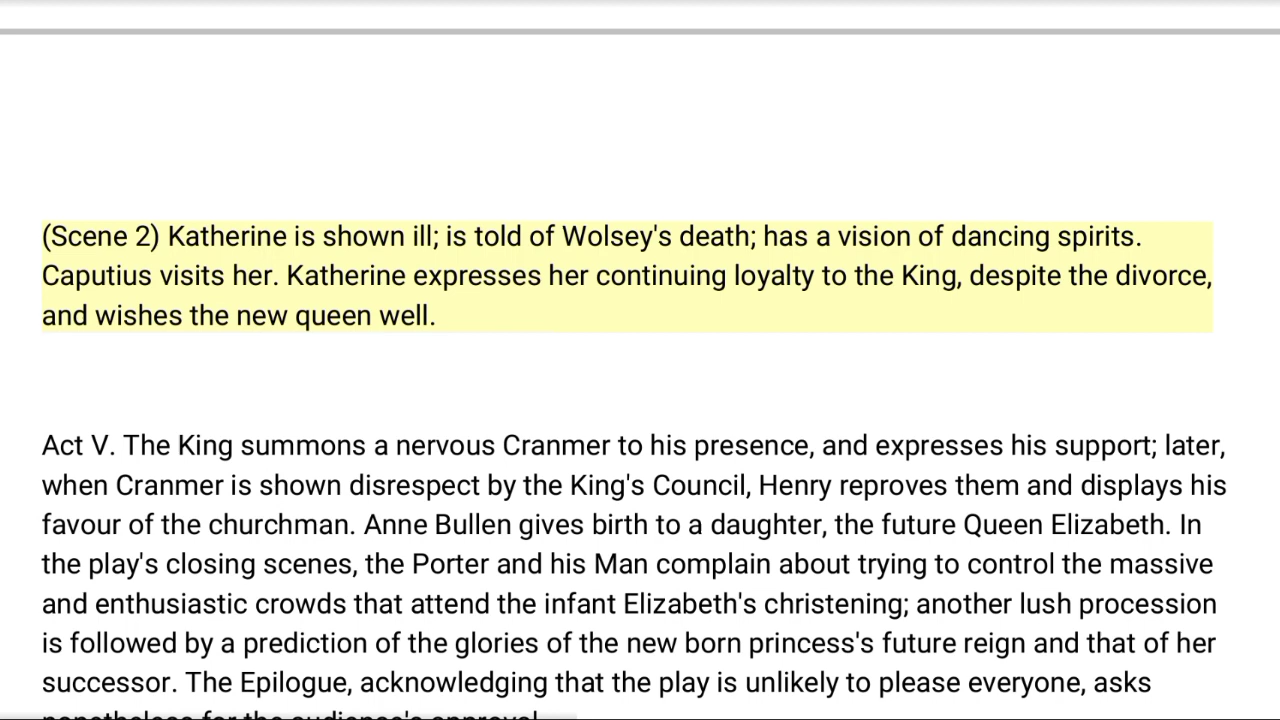 (Scene 2) Katherine is shown ill; is told of Wolsey's death; has a vision of dancing spirits.
Caputius visits her. Katherine expresses her continuing loyalty to the King, despite the divorce,
and wishes the new queen well.
Act V. The King summons a nervous Cranmer to his presence, and expresses his support; later,
when Cranmer is shown disrespect by the King's Council, Henry reproves them and displays his
favour of the churchman. Anne Bullen gives birth to a daughter, the future Queen Elizabeth. In
the play's closing scenes, the Porter and his Man complain about trying to control the massive
and enthusiastic crowds that attend the infant Elizabeth's christening; another lush procession
is followed by a prediction of the glories of the new born princess's future reign and that of her
successor. The Epilogue, acknowledging that the play is unlikely to please everyone, asks
nonetheless for the audience's approval.